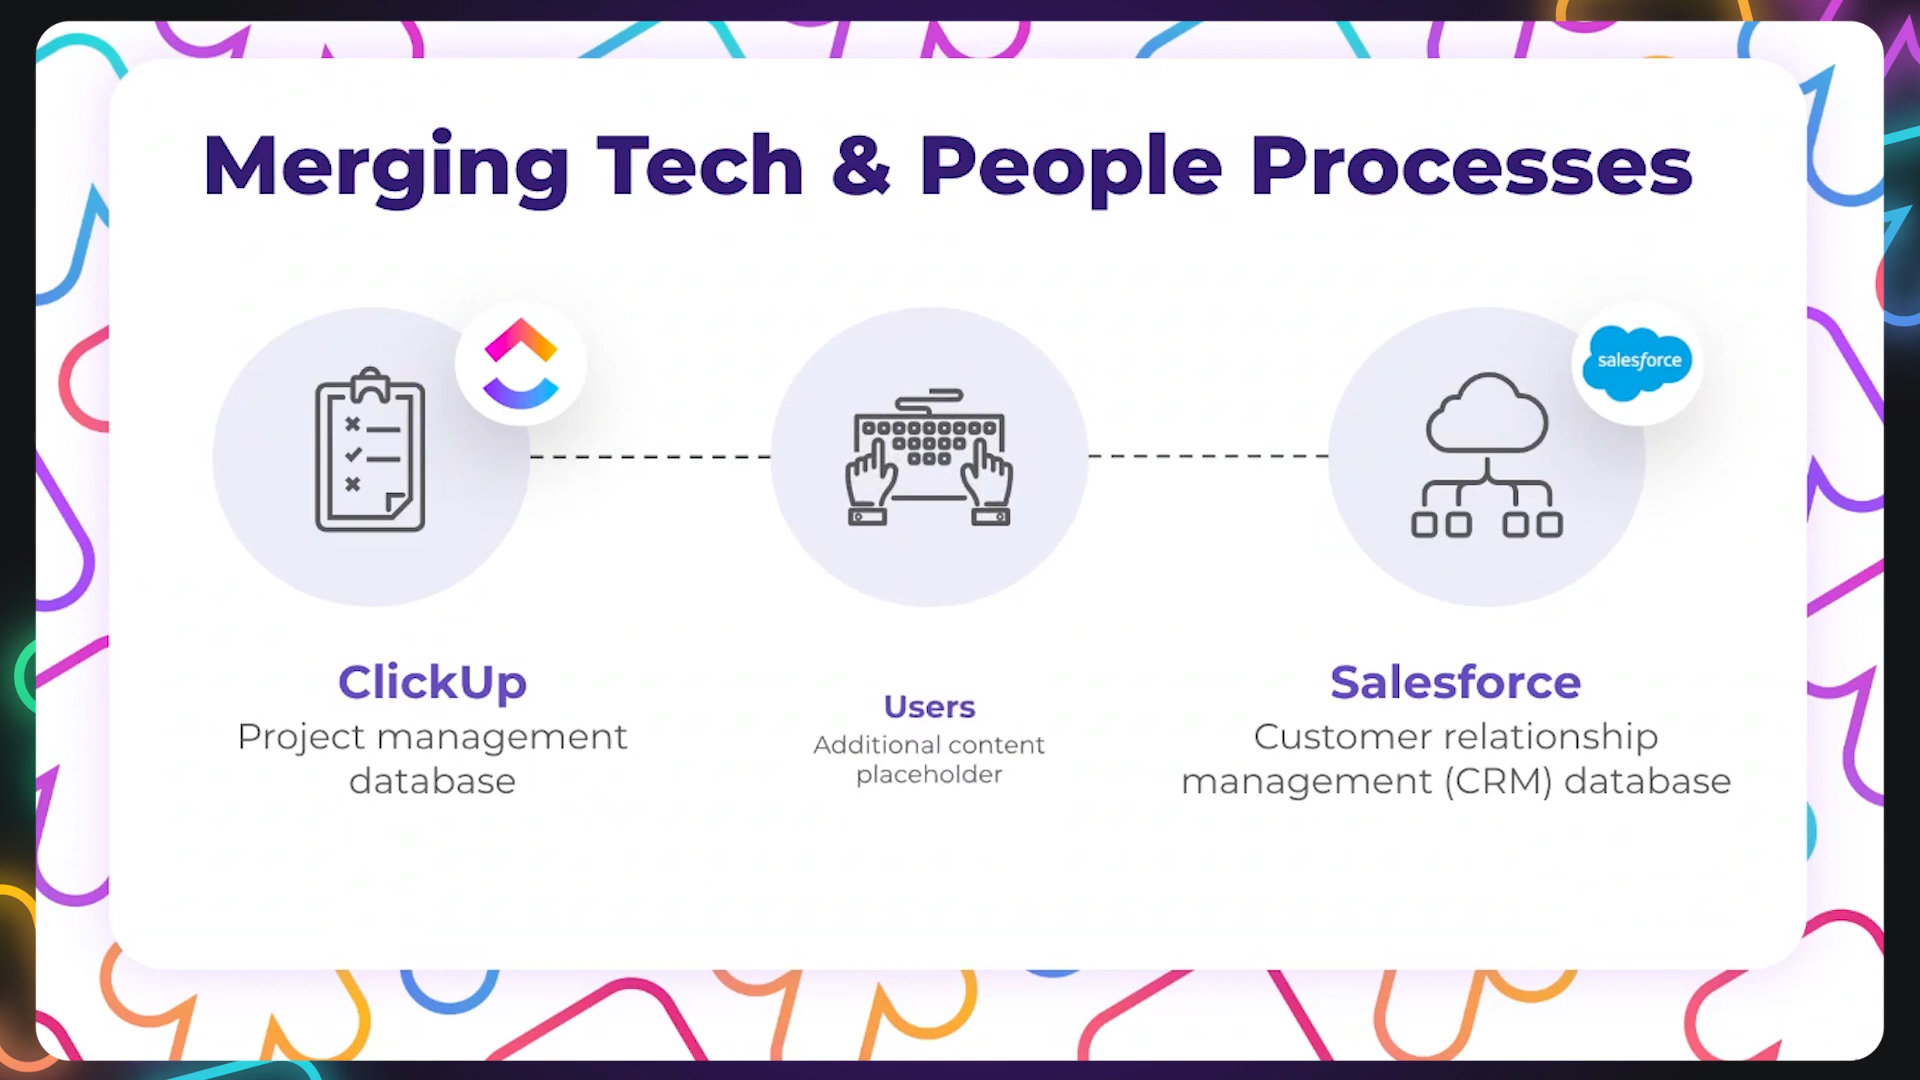 Merging Tech & People Processes
salesforce
ClickUp
Project management
database
Users
Additional content
placeholder
Salesforce
Customer relationship
management (CRM) database